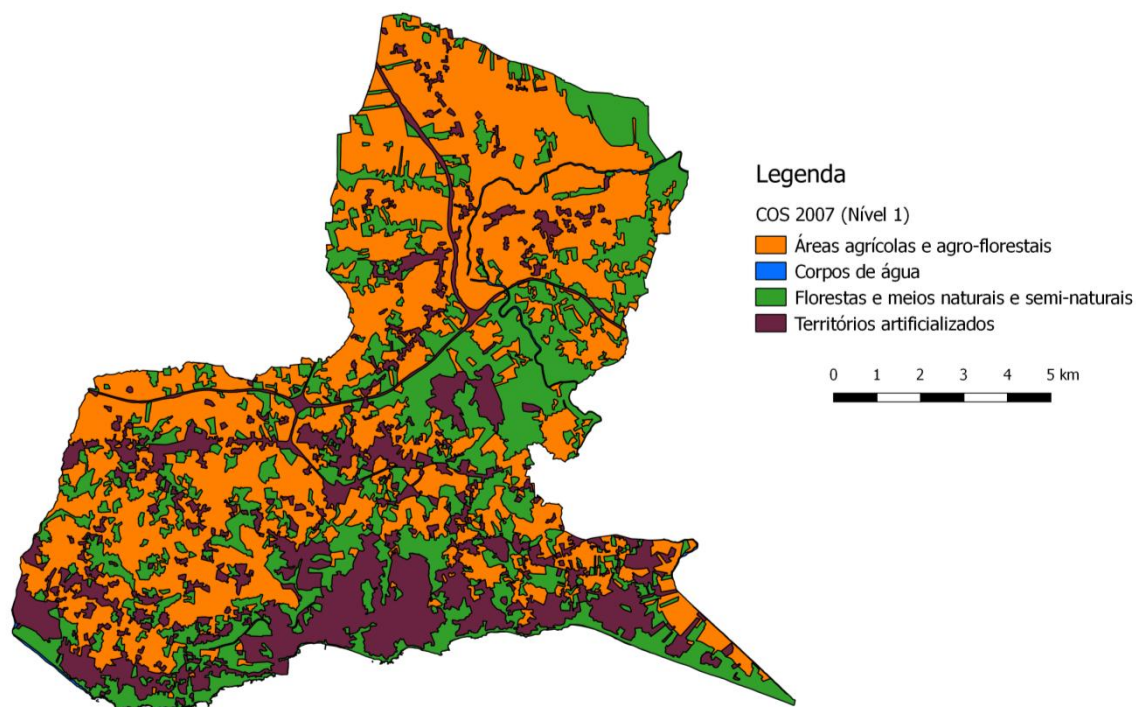 Legenda
COS 2007 (Nível 1)
Áreas agrícolas e agro-florestais
Corpos de água
Florestas e meios naturais e semi-naturais
Territórios artificializados
0 1 2 3 4 5 km